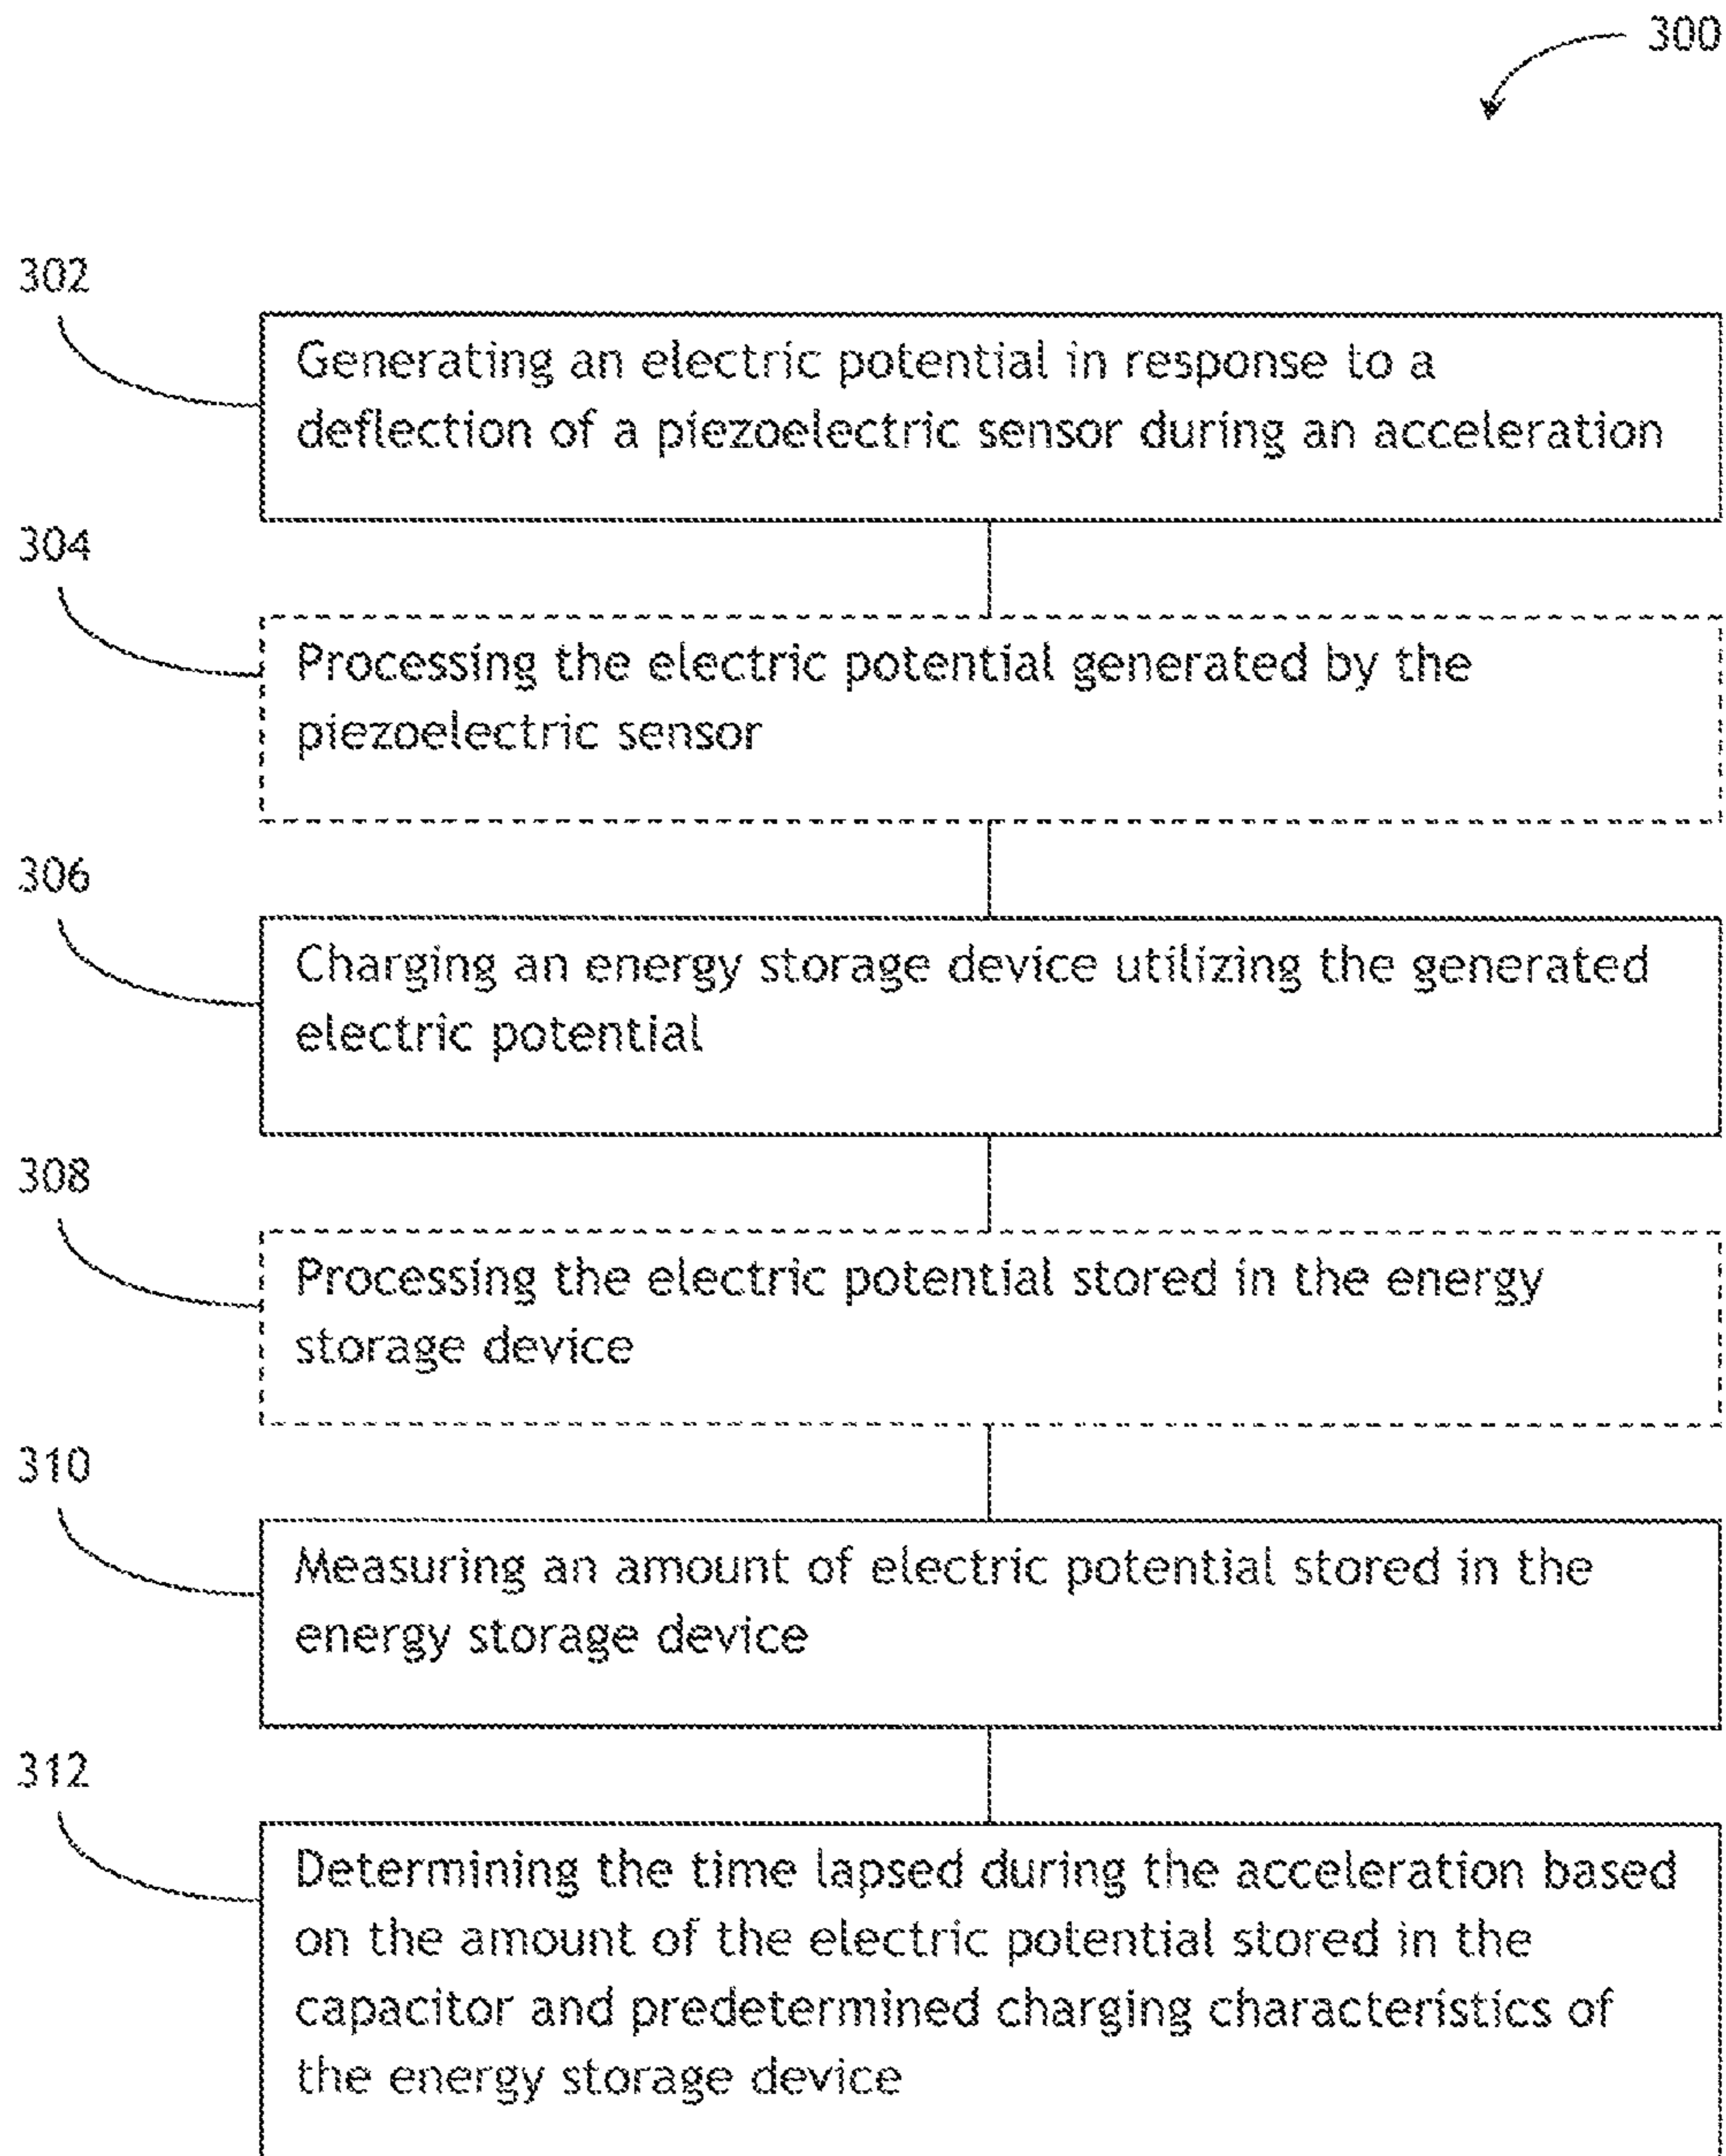 300
302
Generating an electric potential in response to a
deflection of a piezoelectric sensor during an acceleration
304
Processing the electric potential generated by the
piezoelectric sensor
306
Charging an energy storage device utilizing the generated
electric potential
308
Processing the electric potential stored in the energy
storage device
310
Measuring an amount of electric potential stored in the
energy storage device
312
Determining the time lapsed during the acceleration based
on the amount of the electric potential stored in the
capacitor and predetermined charging characteristics of
the energy storage device